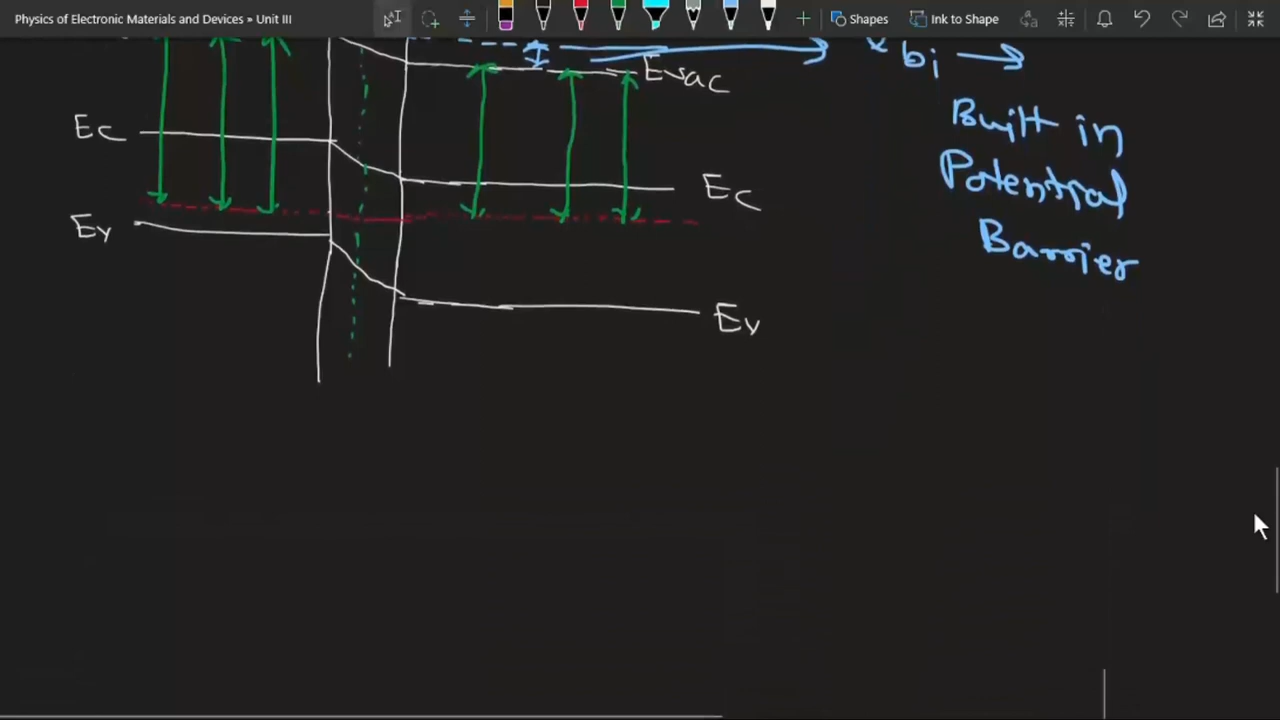 Physics of Electronic Materials and Devices » Unit III
Shapes
Ink to Shape
Evac
bi
Built in
Potential
Barrier
Ec
Ec
Ev
Ev